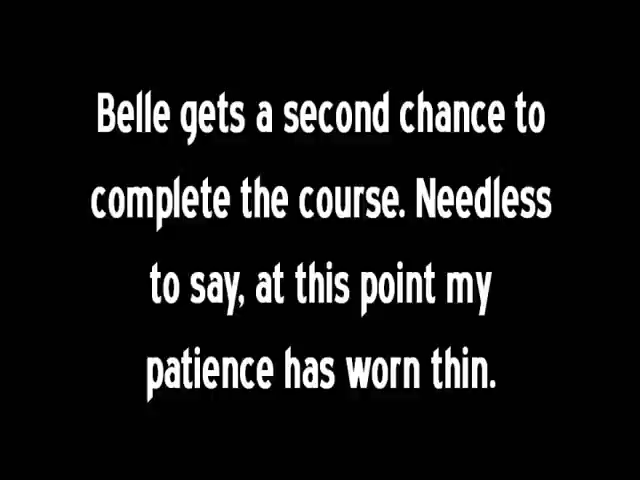 Belle gets a second chance to
complete the course. Needless
to say, at this point my
patience has worn thin.